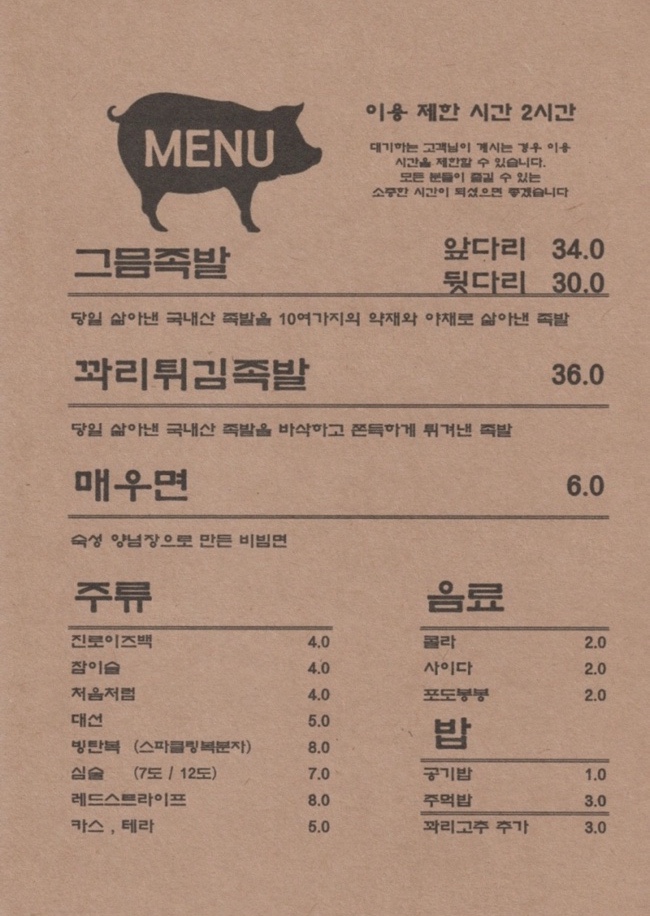 MENU
이용 제한 시간 2시간
대기하는 고객님이 계시는 경우 이용
시간을 제한할 수 있습니다.
모든 분들이 즐길 수 있는
소중한 시간이 되셨으면 좋겠습니다
그믐족발 앞다리 34.0
뒷다리 30.0
당일 삶아낸 국내산 족발을 10여가지의 약재와 야채로 삶아낸 족발
꽈리튀김족발 36.0
당일 삶아낸 국내산 족발을 바삭하고 쫀득하게 튀겨낸 족발
매우면 6.0
숙성 양념장으로 만든 비빔면
주류
진로이즈백 4.0
참이슬 4.0
처음처럼 4.0
대선 5.0
빙탄복 (스파클링복분자) 8.0
심술 (7도 / 12도) 7.0
레드스트라이프 8.0
카스 , 테라 5.0
음료
콜라 2.0
사이다 2.0
포도봉봉 2.0
밥
공기밥 1.0
주먹밥 3.0
꽈리고추 추가 3.0